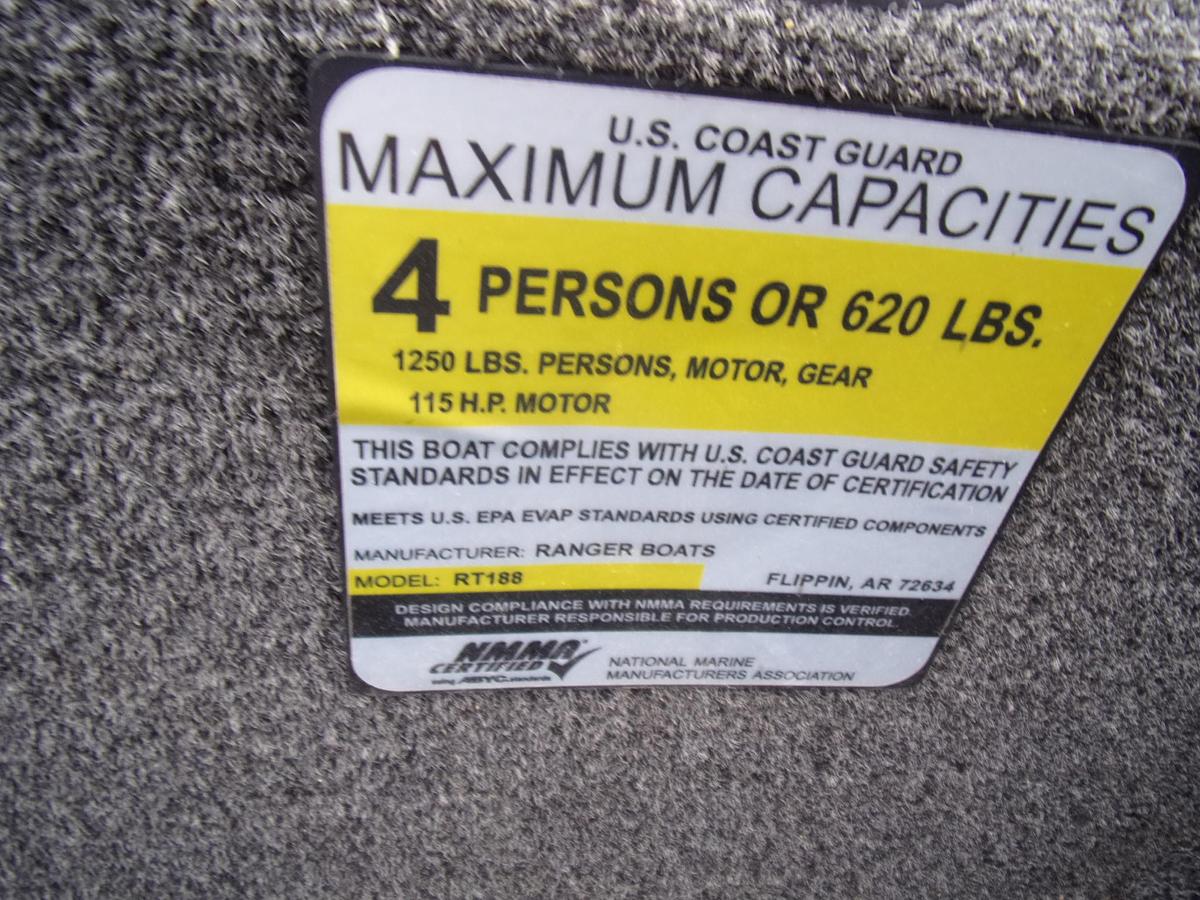 U.S. COAST GUARD
MAXIMUM CAPACITIES
4 PERSONS OR 620 LBS.
1250 LBS. PERSONS, MOTOR, GEAR
115 H.P. MOTOR
THIS BOAT COMPLIES WITH U.S. COAST GUARD SAFETY
STANDARDS IN EFFECT ON THE DATE OF CERTIFICATION
MEETS U.S. EPA EVAP STANDARDS USING CERTIFIED COMPONENTS
MANUFACTURER: RANGER BOATS
MODEL: RT188 FLIPPIN, AR 72634
DESIGN COMPLIANCE WITH NMMA REQUIREMENTS IS VERIFIED.
MANUFACTURER RESPONSIBLE FOR PRODUCTION CONTROL.
NMMA
CERTIFIED
using ABYC standards
NATIONAL MARINE
MANUFACTURERS ASSOCIATION